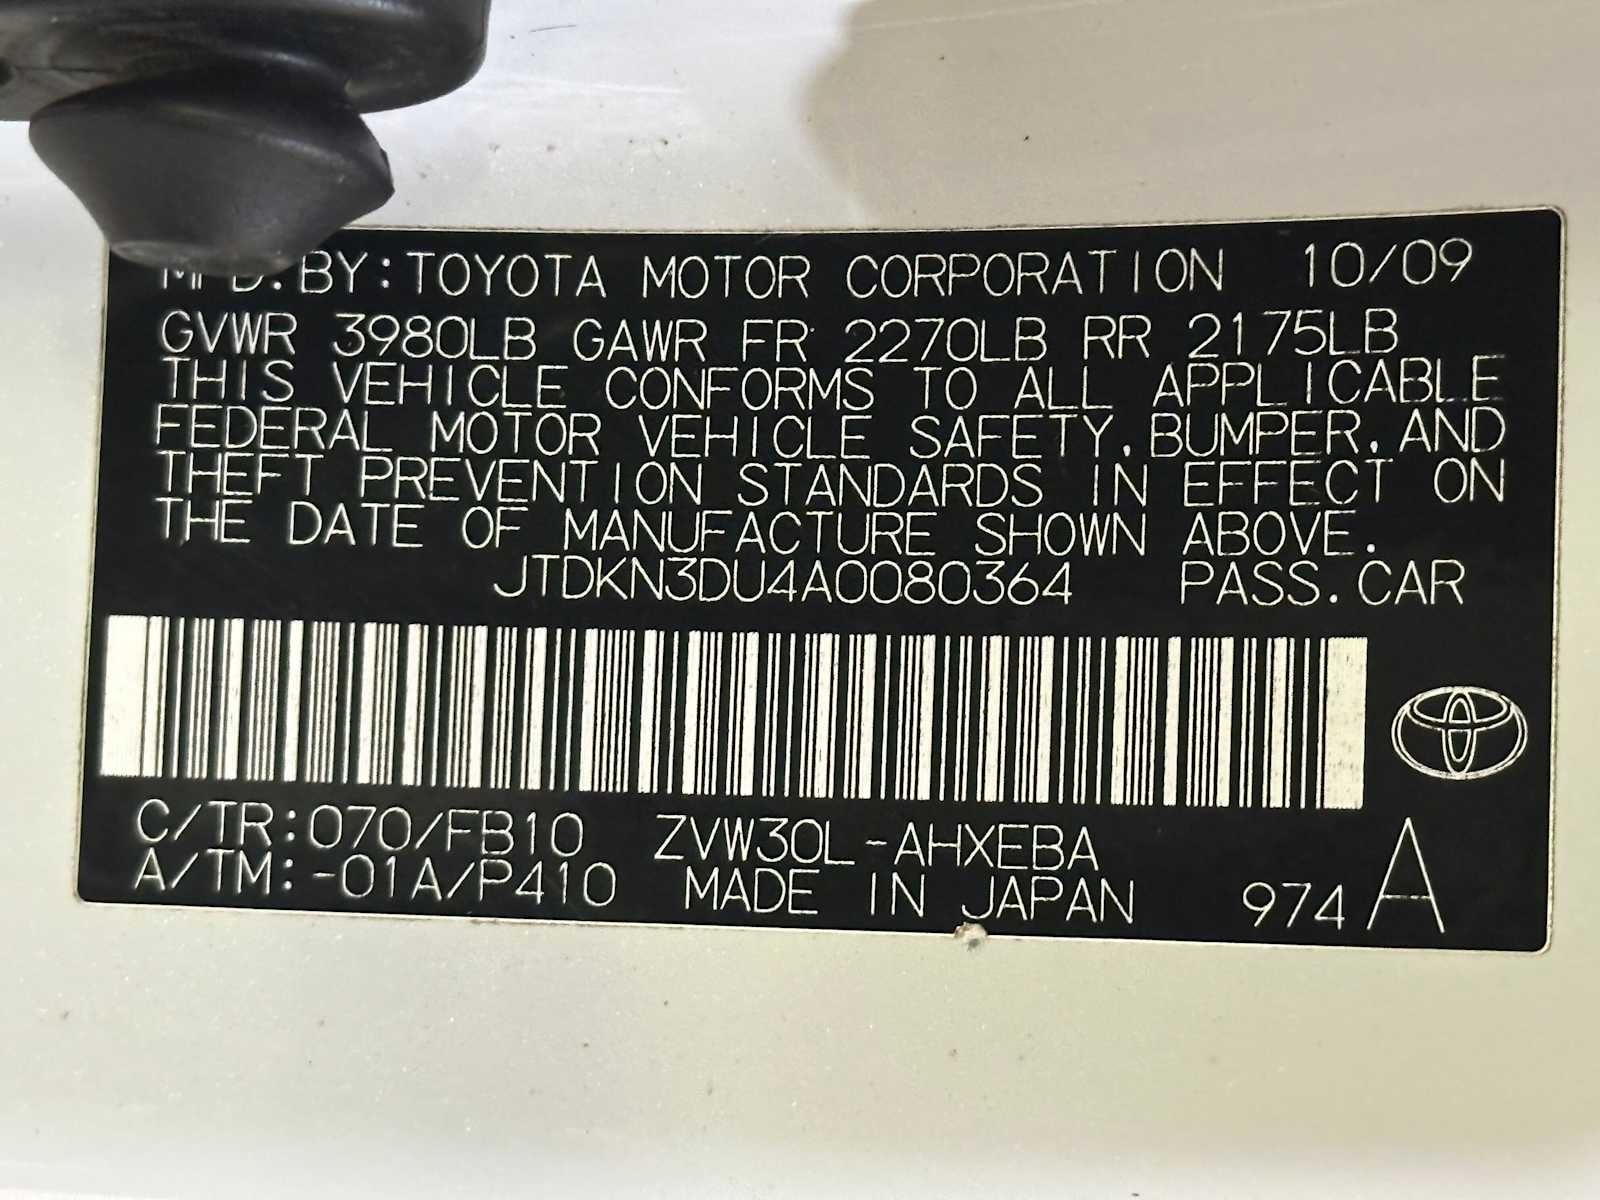 MFD. BY: TOYOTA MOTOR CORPORATION 10/09
GVWR 3980LB GAWR FR 2270LB RR 2175LB
THIS VEHICLE CONFORMS TO ALL APPLICABLE
FEDERAL MOTOR VEHICLE SAFETY, BUMPER, AND
THEFT PREVENTION STANDARDS IN EFFECT ON
THE DATE OF MANUFACTURE SHOWN ABOVE.
JTDKN3DU4A0080364 PASS. CAR
C/TR: 070/FB10 ZVW30L-AHXEBA
A/TM: -01A/P410 MADE IN JAPAN 974 A